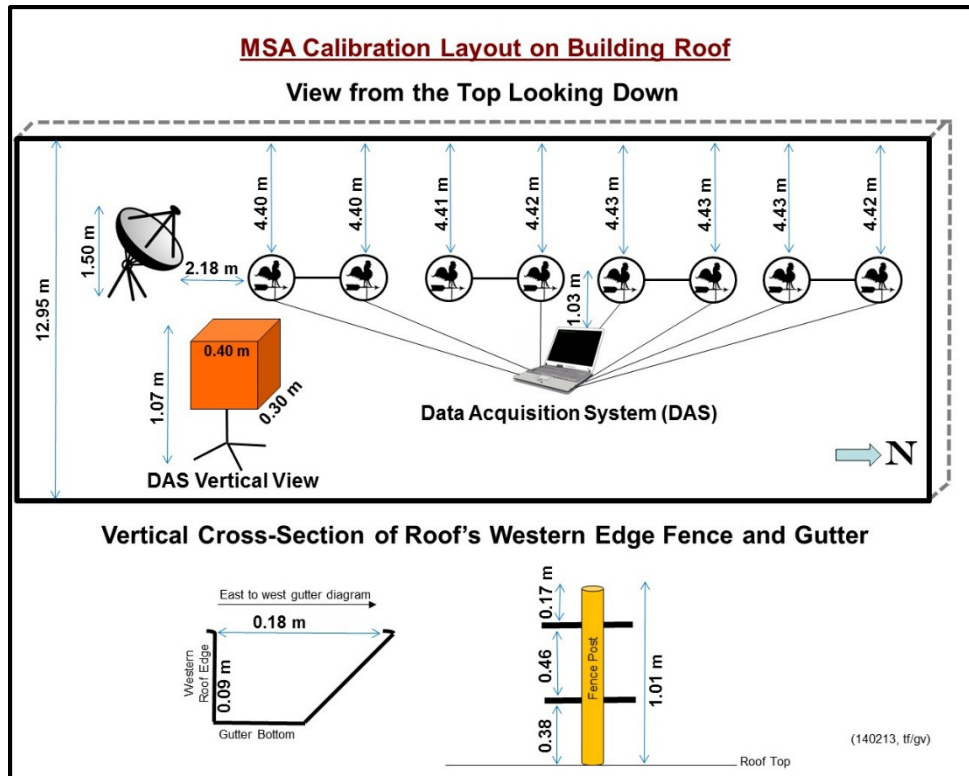 MSA Calibration Layout on Building Roof
View from the Top Looking Down
4.40 m
4.40 m
4.41 m
4.42 m
4.43 m
4.43 m
4.43 m
4.42 m
12.95 m
1.50 m
2.18 m
1.03 m
0.40 m
1.07 m
0.30 m
DAS Vertical View
Data Acquisition System (DAS)
N
Vertical Cross-Section of Roof's Western Edge Fence and Gutter
East to west gutter diagram
0.18 m
Western
Roof Edge
0.09 m
Gutter Bottom
0.17 m
0.46
0.38
Fence Post
1.01 m
Roof Top
(140213, tf/gv)